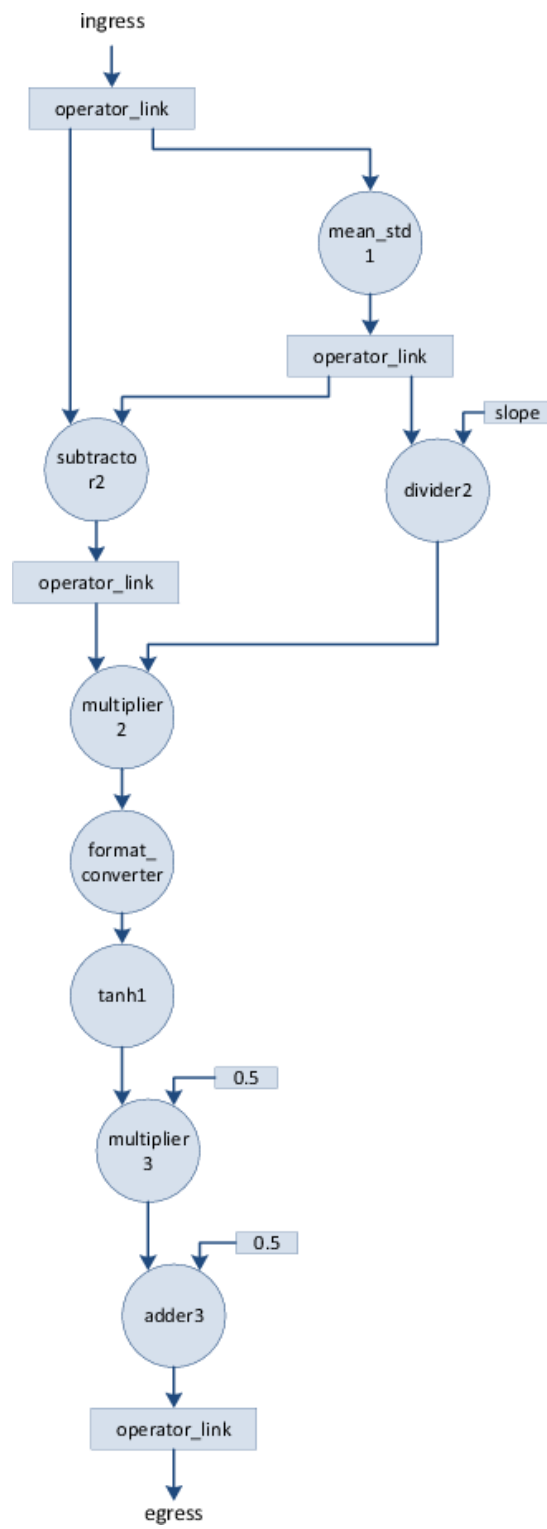 ingress
operator_link
mean_std
1
operator_link
slope
subtracto
r2
divider2
operator_link
multiplier
2
format_
converter
tanh1
0.5
multiplier
3
0.5
adder3
operator_link
egress